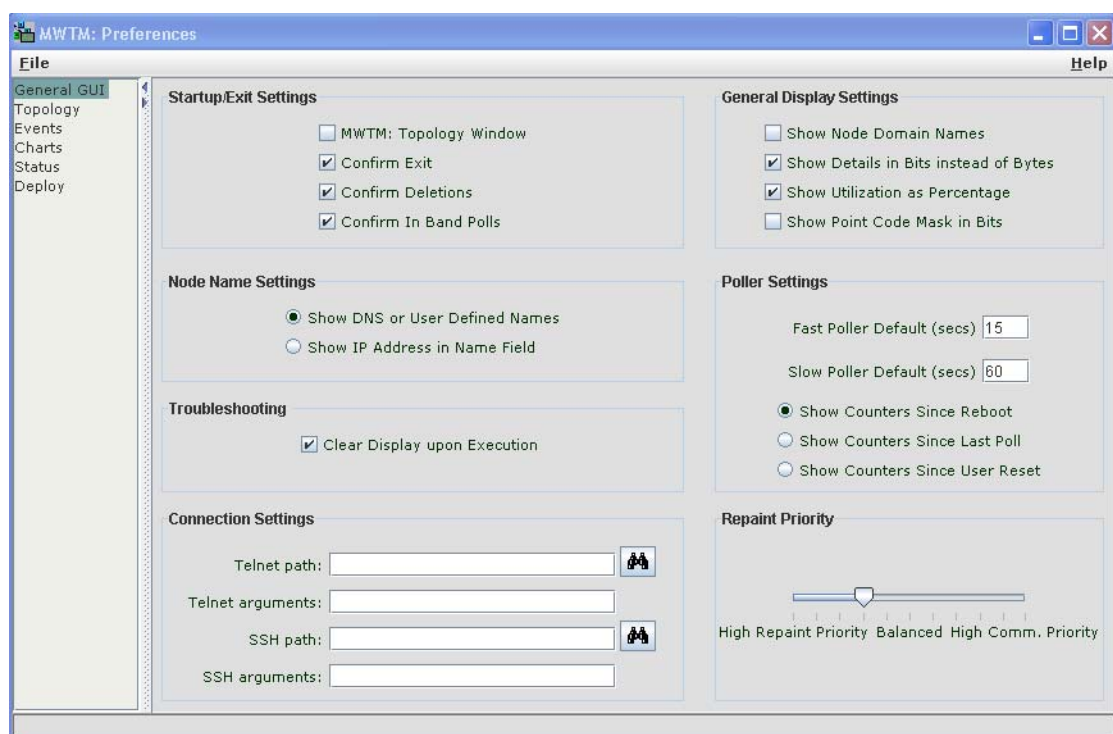 MWTM: Preferences
File
Help
General GUI
Topology
Events
Charts
Status
Deploy
Startup/Exit Settings
MWTM: Topology Window
Confirm Exit
Confirm Deletions
Confirm In Band Polls
General Display Settings
Show Node Domain Names
Show Details in Bits instead of Bytes
Show Utilization as Percentage
Show Point Code Mask in Bits
Node Name Settings
Show DNS or User Defined Names
Show IP Address in Name Field
Poller Settings
Fast Poller Default (secs) 15
Slow Poller Default (secs) 60
Show Counters Since Reboot
Show Counters Since Last Poll
Show Counters Since User Reset
Troubleshooting
Clear Display upon Execution
Connection Settings
Telnet path:
Telnet arguments:
SSH path:
SSH arguments:
Repaint Priority
High Repaint Priority Balanced High Comm. Priority